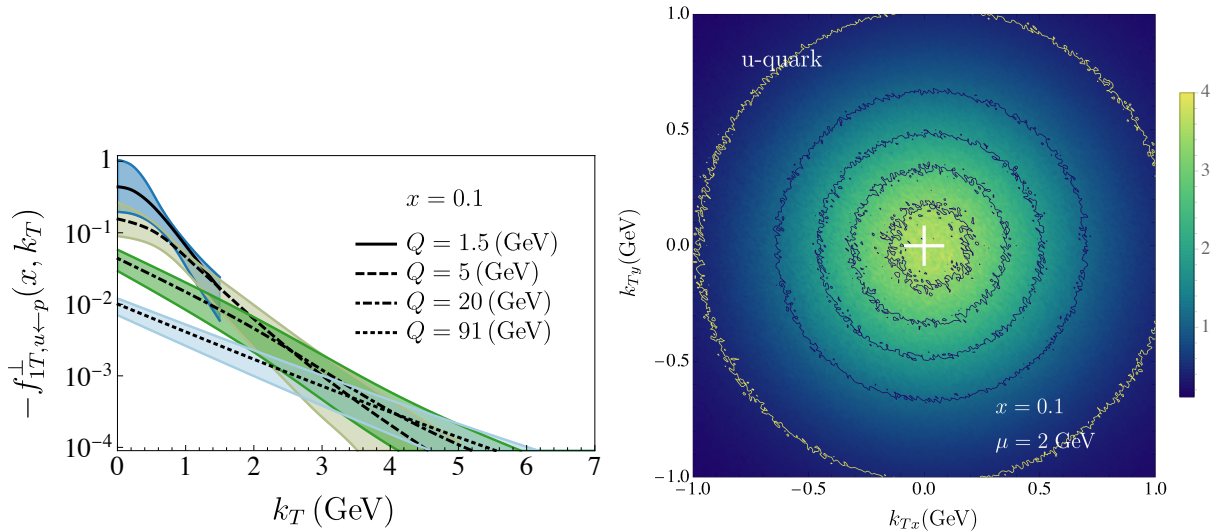 1
10^{-1}
10^{-2}
10^{-3}
10^{-4}
-f^{\perp}_{1T,u←p}(x, k_T)
x = 0.1
Q = 1.5 (GeV)
Q = 5 (GeV)
Q = 20 (GeV)
Q = 91 (GeV)
0 1 2 3 4 5 6 7
k_T (GeV)
1.0
0.5
0.0
−0.5
−1.0
k_{Ty}(GeV)
u-quark
x = 0.1
μ = 2 GeV
−1.0 −0.5 0.0 0.5 1.0
k_{Tx}(GeV)
4
3
2
1